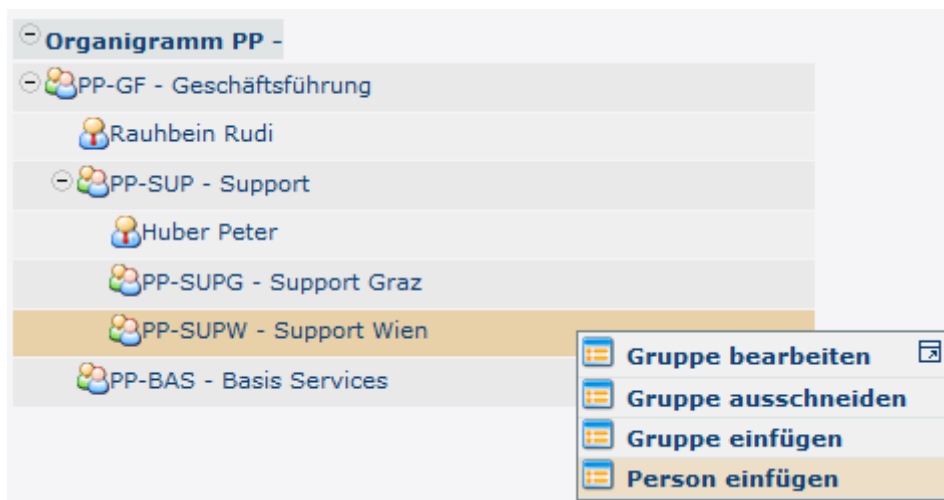 Organigramm PP -
PP-GF - Geschäftsführung
Rauhbein Rudi
PP-SUP - Support
Huber Peter
PP-SUPG - Support Graz
PP-SUPW - Support Wien
PP-BAS - Basis Services
Gruppe bearbeiten
Gruppe ausschneiden
Gruppe einfügen
Person einfügen